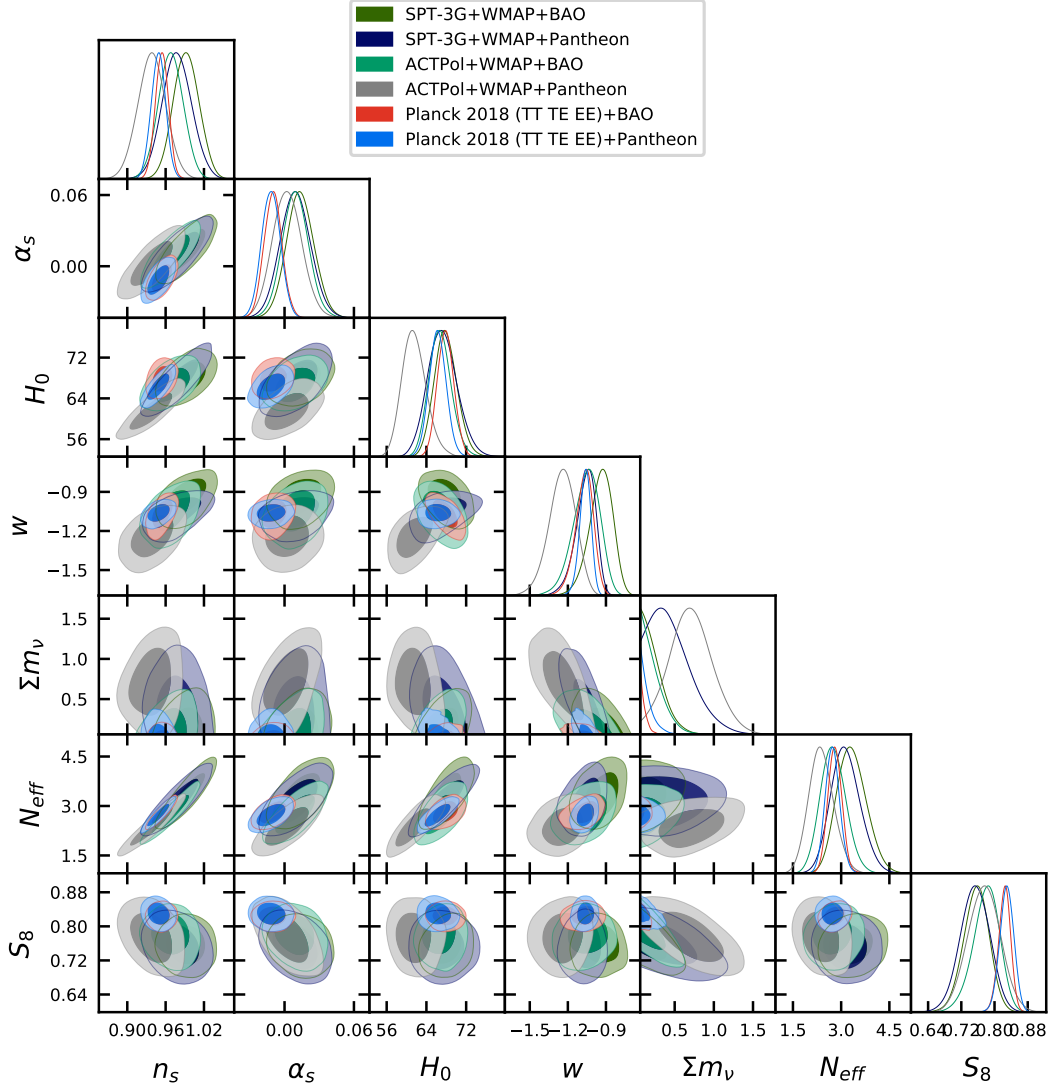 SPT-3G+WMAP+BAO
SPT-3G+WMAP+Pantheon
ACTPol+WMAP+BAO
ACTPol+WMAP+Pantheon
Planck 2018 (TT TE EE)+BAO
Planck 2018 (TT TE EE)+Pantheon
0.06
0.00
α_s
72
64
56
H_0
−0.9
−1.2
−1.5
w
1.5
1.0
0.5
Σm_ν
4.5
3.0
1.5
N_eff
0.88
0.80
0.72
0.64
S_8
0.90 0.96 1.02
0.00 0.06
56 64 72
−1.5 −1.2 −0.9
0.5 1.0 1.5
1.5 3.0 4.5
0.64 0.72 0.80 0.88
n_s α_s H_0 w Σm_ν N_eff S_8